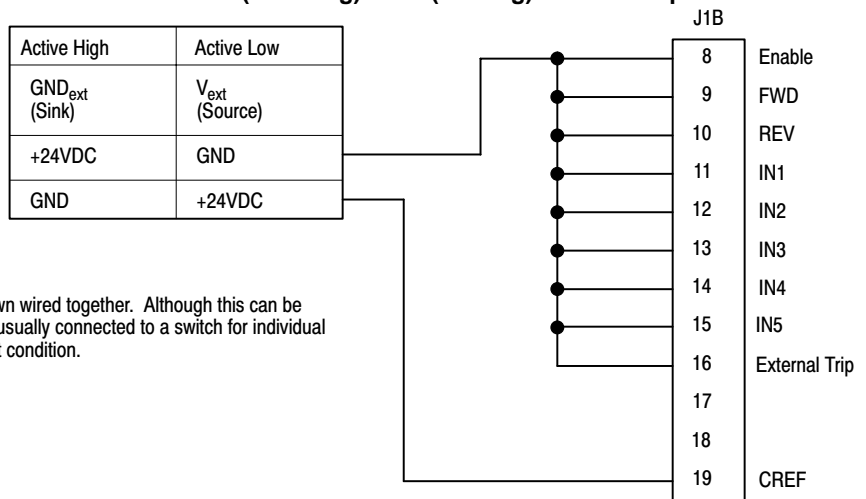 J1B
Active High Active Low
GNDext Vext
(Sink) (Source)
+24VDC GND
GND +24VDC
8 Enable
9 FWD
10 REV
11 IN1
12 IN2
13 IN3
14 IN4
15 IN5
16 External Trip
17
18
19 CREF
wired together. Although this can be
usually connected to a switch for individual
condition.